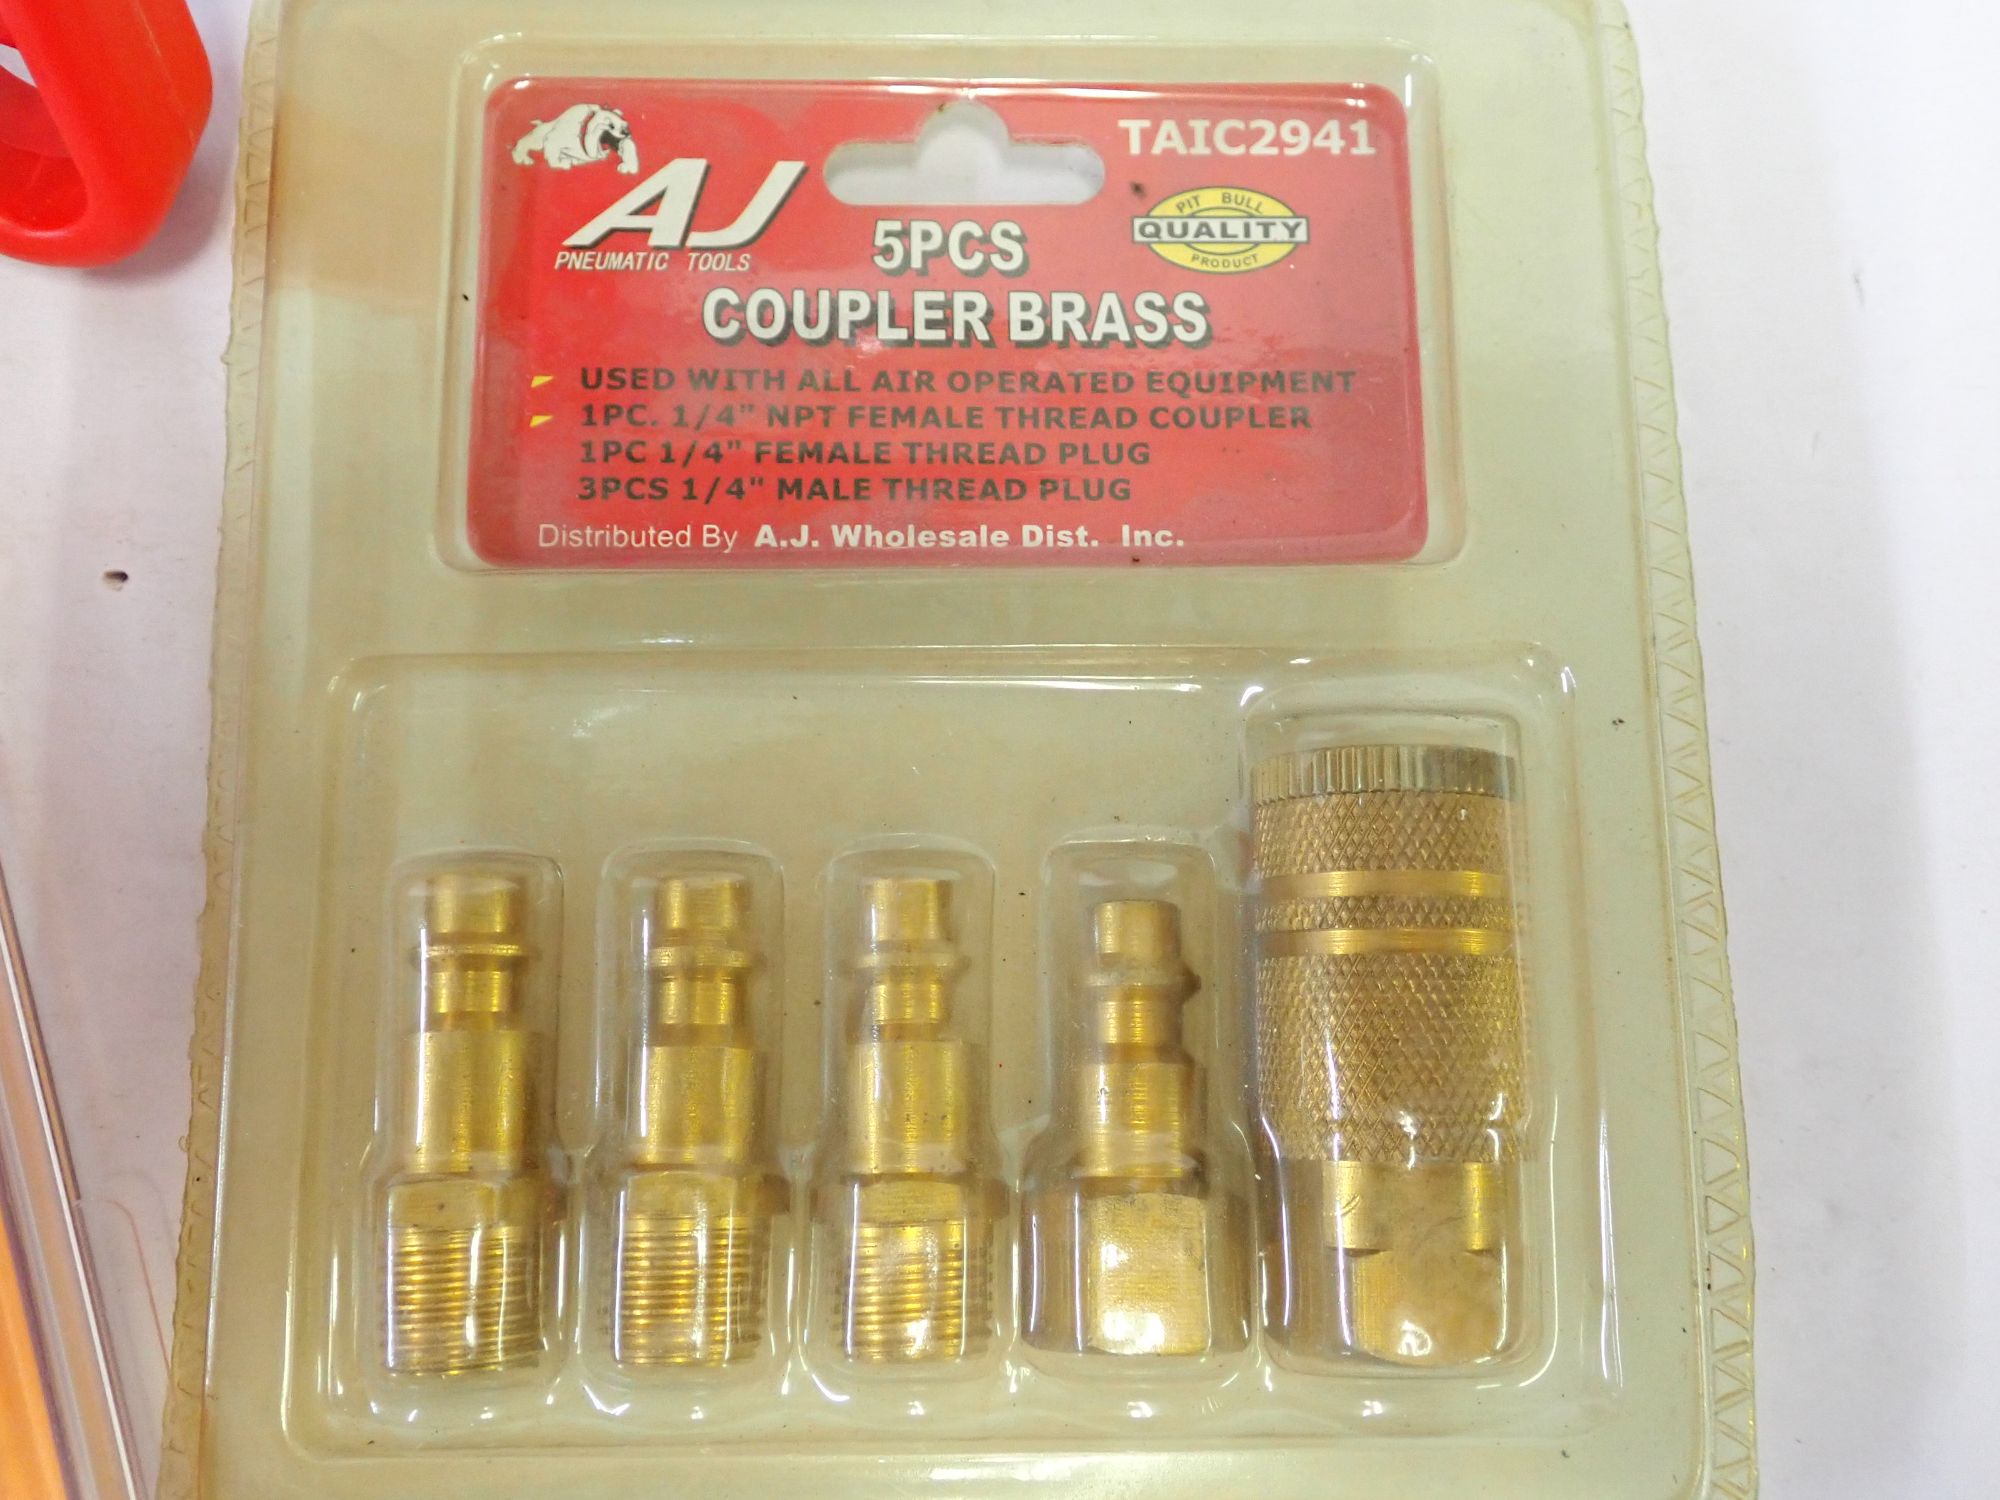 TAIC2941
AJ
PNEUMATIC TOOLS
PIT BULL
QUALITY
PRODUCT
5PCS
COUPLER BRASS
USED WITH ALL AIR OPERATED EQUIPMENT
1PC. 1/4" NPT FEMALE THREAD COUPLER
1PC 1/4" FEMALE THREAD PLUG
3PCS 1/4" MALE THREAD PLUG
Distributed By A.J. Wholesale Dist. Inc.